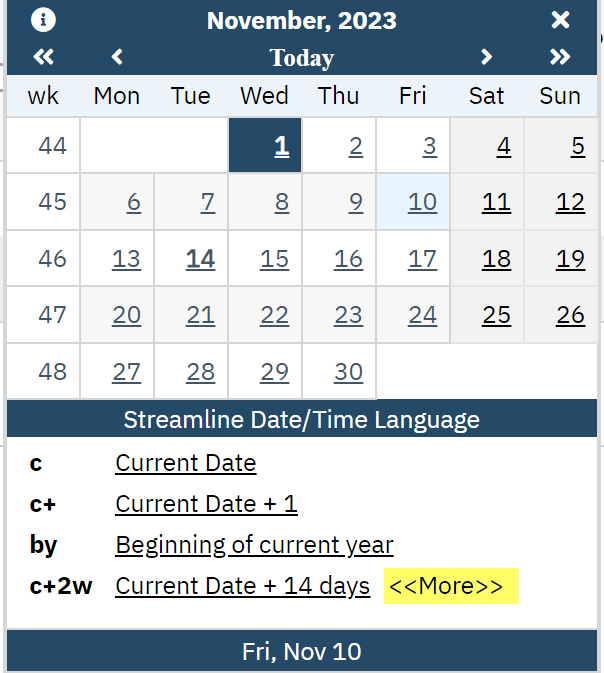 i November, 2023 ×
« ‹ Today › »
wk Mon Tue Wed Thu Fri Sat Sun
44 1 2 3 4 5
45 6 7 8 9 10 11 12
46 13 14 15 16 17 18 19
47 20 21 22 23 24 25 26
48 27 28 29 30
Streamline Date/Time Language
c Current Date
c+ Current Date + 1
by Beginning of current year
c+2w Current Date + 14 days <<More>>
Fri, Nov 10